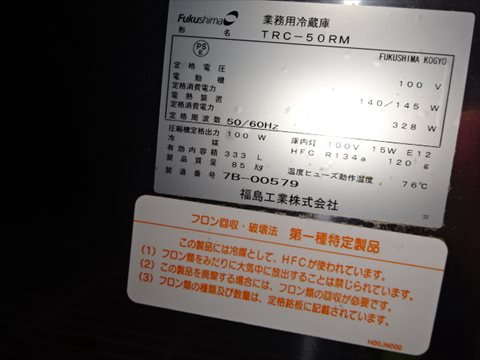 Fukushima 業務用冷蔵庫
形名 TRC-50RM
PS E FUKUSHIMA KOGYO
定格電圧 100 V
電動機定格消費電力 140/145 W
電熱装置定格消費電力 328 W
定格周波数 50/60Hz
圧縮機定格出力 100 W 庫内灯 100V 15W E12
冷媒 HFC R134a 120g
有効内容積 333 L
製品質量 85 kg 温度ヒューズ動作温度 76℃
製造番号 7B-00579
福島工業株式会社
33
フロン回収・破壊法 第一種特定製品
この製品には冷媒として、HFCが使われています。
(1) フロン類をみだりに大気中に放出することは禁じられています。
(2) この製品を廃棄する場合には、フロン類の回収が必要です。
(3) フロン類の種類及び数量は、定格銘板に記載されています。
H00JN000